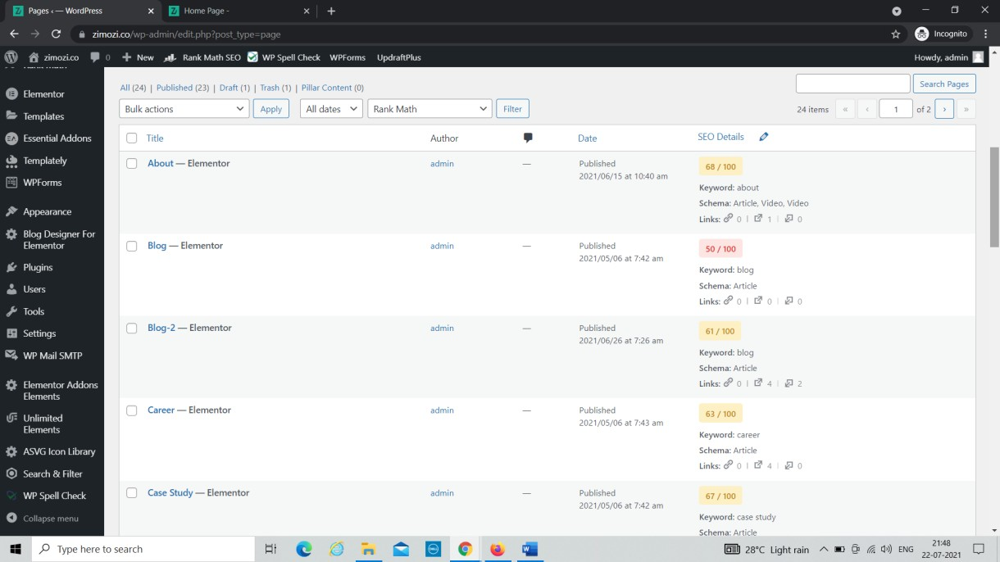 Pages ‹ — WordPress
Home Page -
zimozi.co/wp-admin/edit.php?post_type=page
Incognito
zimozi.co
0
New
Rank Math SEO
WP Spell Check
WPForms
UpdraftPlus
Howdy, admin
Elementor
Templates
Essential Addons
Templately
WPForms
Appearance
Blog Designer For
Elementor
Plugins
Users
Tools
Settings
WP Mail SMTP
Elementor Addons
Elements
Unlimited
Elements
ASVG Icon Library
Search & Filter
WP Spell Check
Collapse menu
All (24) | Published (23) | Draft (1) | Trash (1) | Pillar Content (0)
Search Pages
Bulk actions
Apply
All dates
Rank Math
Filter
24 items « ‹ 1 of 2 › »
Title Author Date SEO Details
About — Elementor
admin
—
Published
2021/06/15 at 10:40 am
68 / 100
Keyword: about
Schema: Article, Video, Video
Links: 0 | 1 | 0
Blog — Elementor
admin
—
Published
2021/05/06 at 7:42 am
50 / 100
Keyword: blog
Schema: Article
Links: 0 | 0 | 0
Blog-2 — Elementor
admin
—
Published
2021/06/26 at 7:26 am
61 / 100
Keyword: blog
Schema: Article
Links: 0 | 4 | 2
Career — Elementor
admin
—
Published
2021/05/06 at 7:43 am
63 / 100
Keyword: career
Schema: Article
Links: 0 | 4 | 0
Case Study — Elementor
admin
—
Published
2021/05/06 at 7:42 am
67 / 100
Keyword: case study
Schema: Article
Type here to search
28°C Light rain
ENG
21:48
22-07-2021